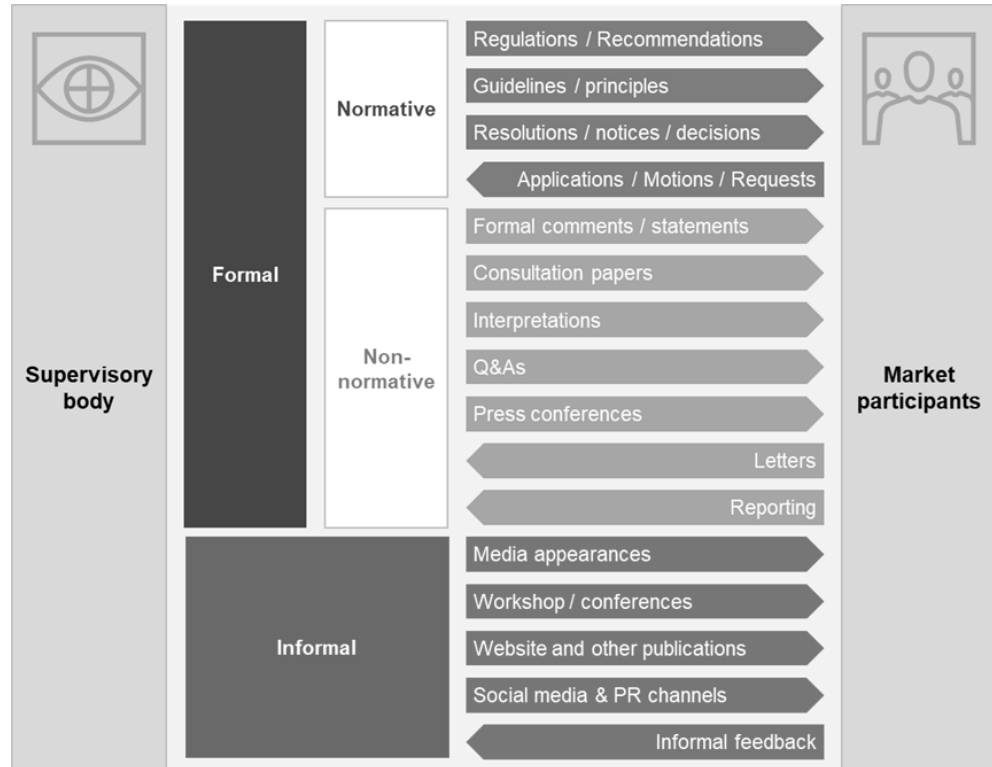 Supervisory
body
Formal
Normative
Regulations / Recommendations
Guidelines / principles
Resolutions / notices / decisions
Applications / Motions / Requests
Non-
normative
Formal comments / statements
Consultation papers
Interpretations
Q&As
Press conferences
Letters
Reporting
Informal
Media appearances
Workshop / conferences
Website and other publications
Social media & PR channels
Informal feedback
Market
participants